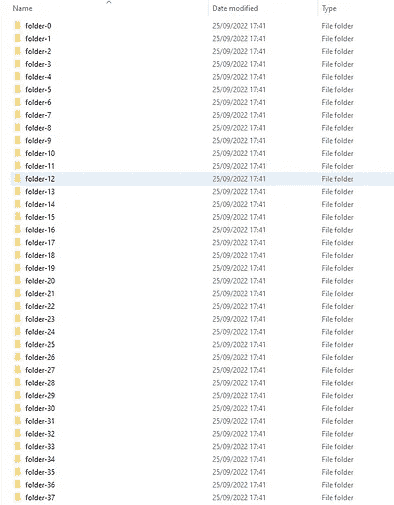 Name Date modified Type
folder-0 25/09/2022 17:41 File folder
folder-1 25/09/2022 17:41 File folder
folder-2 25/09/2022 17:41 File folder
folder-3 25/09/2022 17:41 File folder
folder-4 25/09/2022 17:41 File folder
folder-5 25/09/2022 17:41 File folder
folder-6 25/09/2022 17:41 File folder
folder-7 25/09/2022 17:41 File folder
folder-8 25/09/2022 17:41 File folder
folder-9 25/09/2022 17:41 File folder
folder-10 25/09/2022 17:41 File folder
folder-11 25/09/2022 17:41 File folder
folder-12 25/09/2022 17:41 File folder
folder-13 25/09/2022 17:41 File folder
folder-14 25/09/2022 17:41 File folder
folder-15 25/09/2022 17:41 File folder
folder-16 25/09/2022 17:41 File folder
folder-17 25/09/2022 17:41 File folder
folder-18 25/09/2022 17:41 File folder
folder-19 25/09/2022 17:41 File folder
folder-20 25/09/2022 17:41 File folder
folder-21 25/09/2022 17:41 File folder
folder-22 25/09/2022 17:41 File folder
folder-23 25/09/2022 17:41 File folder
folder-24 25/09/2022 17:41 File folder
folder-25 25/09/2022 17:41 File folder
folder-26 25/09/2022 17:41 File folder
folder-27 25/09/2022 17:41 File folder
folder-28 25/09/2022 17:41 File folder
folder-29 25/09/2022 17:41 File folder
folder-30 25/09/2022 17:41 File folder
folder-31 25/09/2022 17:41 File folder
folder-32 25/09/2022 17:41 File folder
folder-33 25/09/2022 17:41 File folder
folder-34 25/09/2022 17:41 File folder
folder-35 25/09/2022 17:41 File folder
folder-36 25/09/2022 17:41 File folder
folder-37 25/09/2022 17:41 File folder